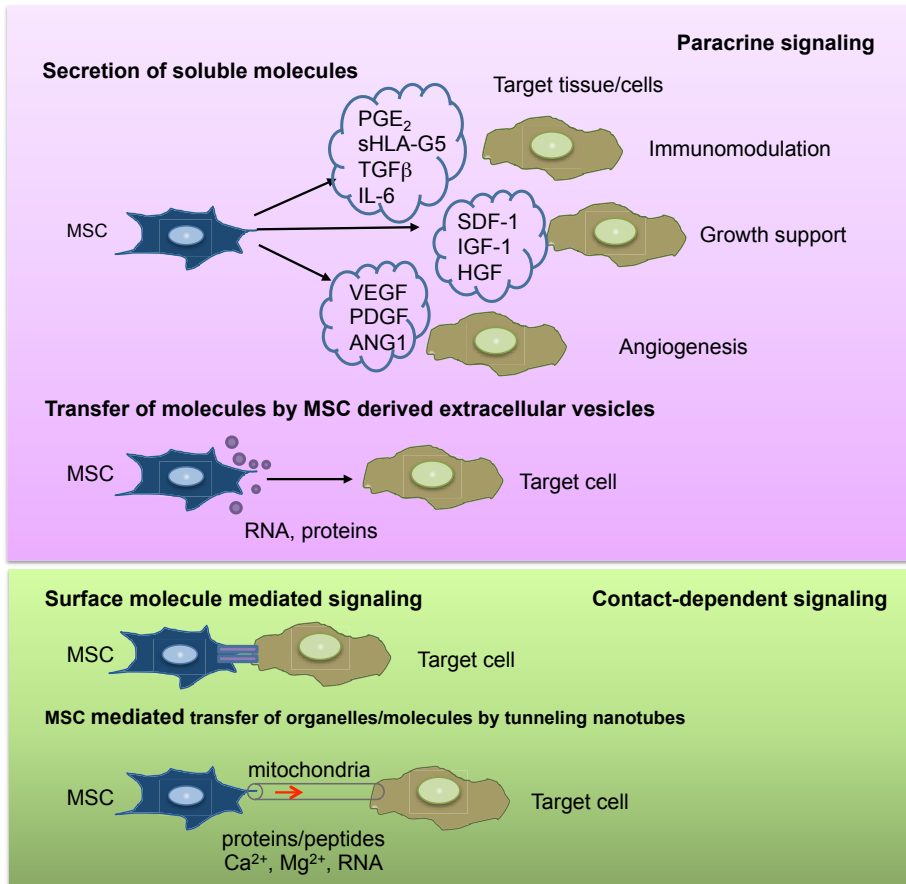 Paracrine signaling
Secretion of soluble molecules
Target tissue/cells
PGE₂
sHLA-G5
TGFβ
IL-6
Immunomodulation
MSC
SDF-1
IGF-1
HGF
Growth support
VEGF
PDGF
ANG1
Angiogenesis
Transfer of molecules by MSC derived extracellular vesicles
MSC
Target cell
RNA, proteins
Surface molecule mediated signaling
Contact-dependent signaling
MSC
Target cell
MSC mediated transfer of organelles/molecules by tunneling nanotubes
mitochondria
MSC
Target cell
proteins/peptides
Ca²⁺, Mg²⁺, RNA